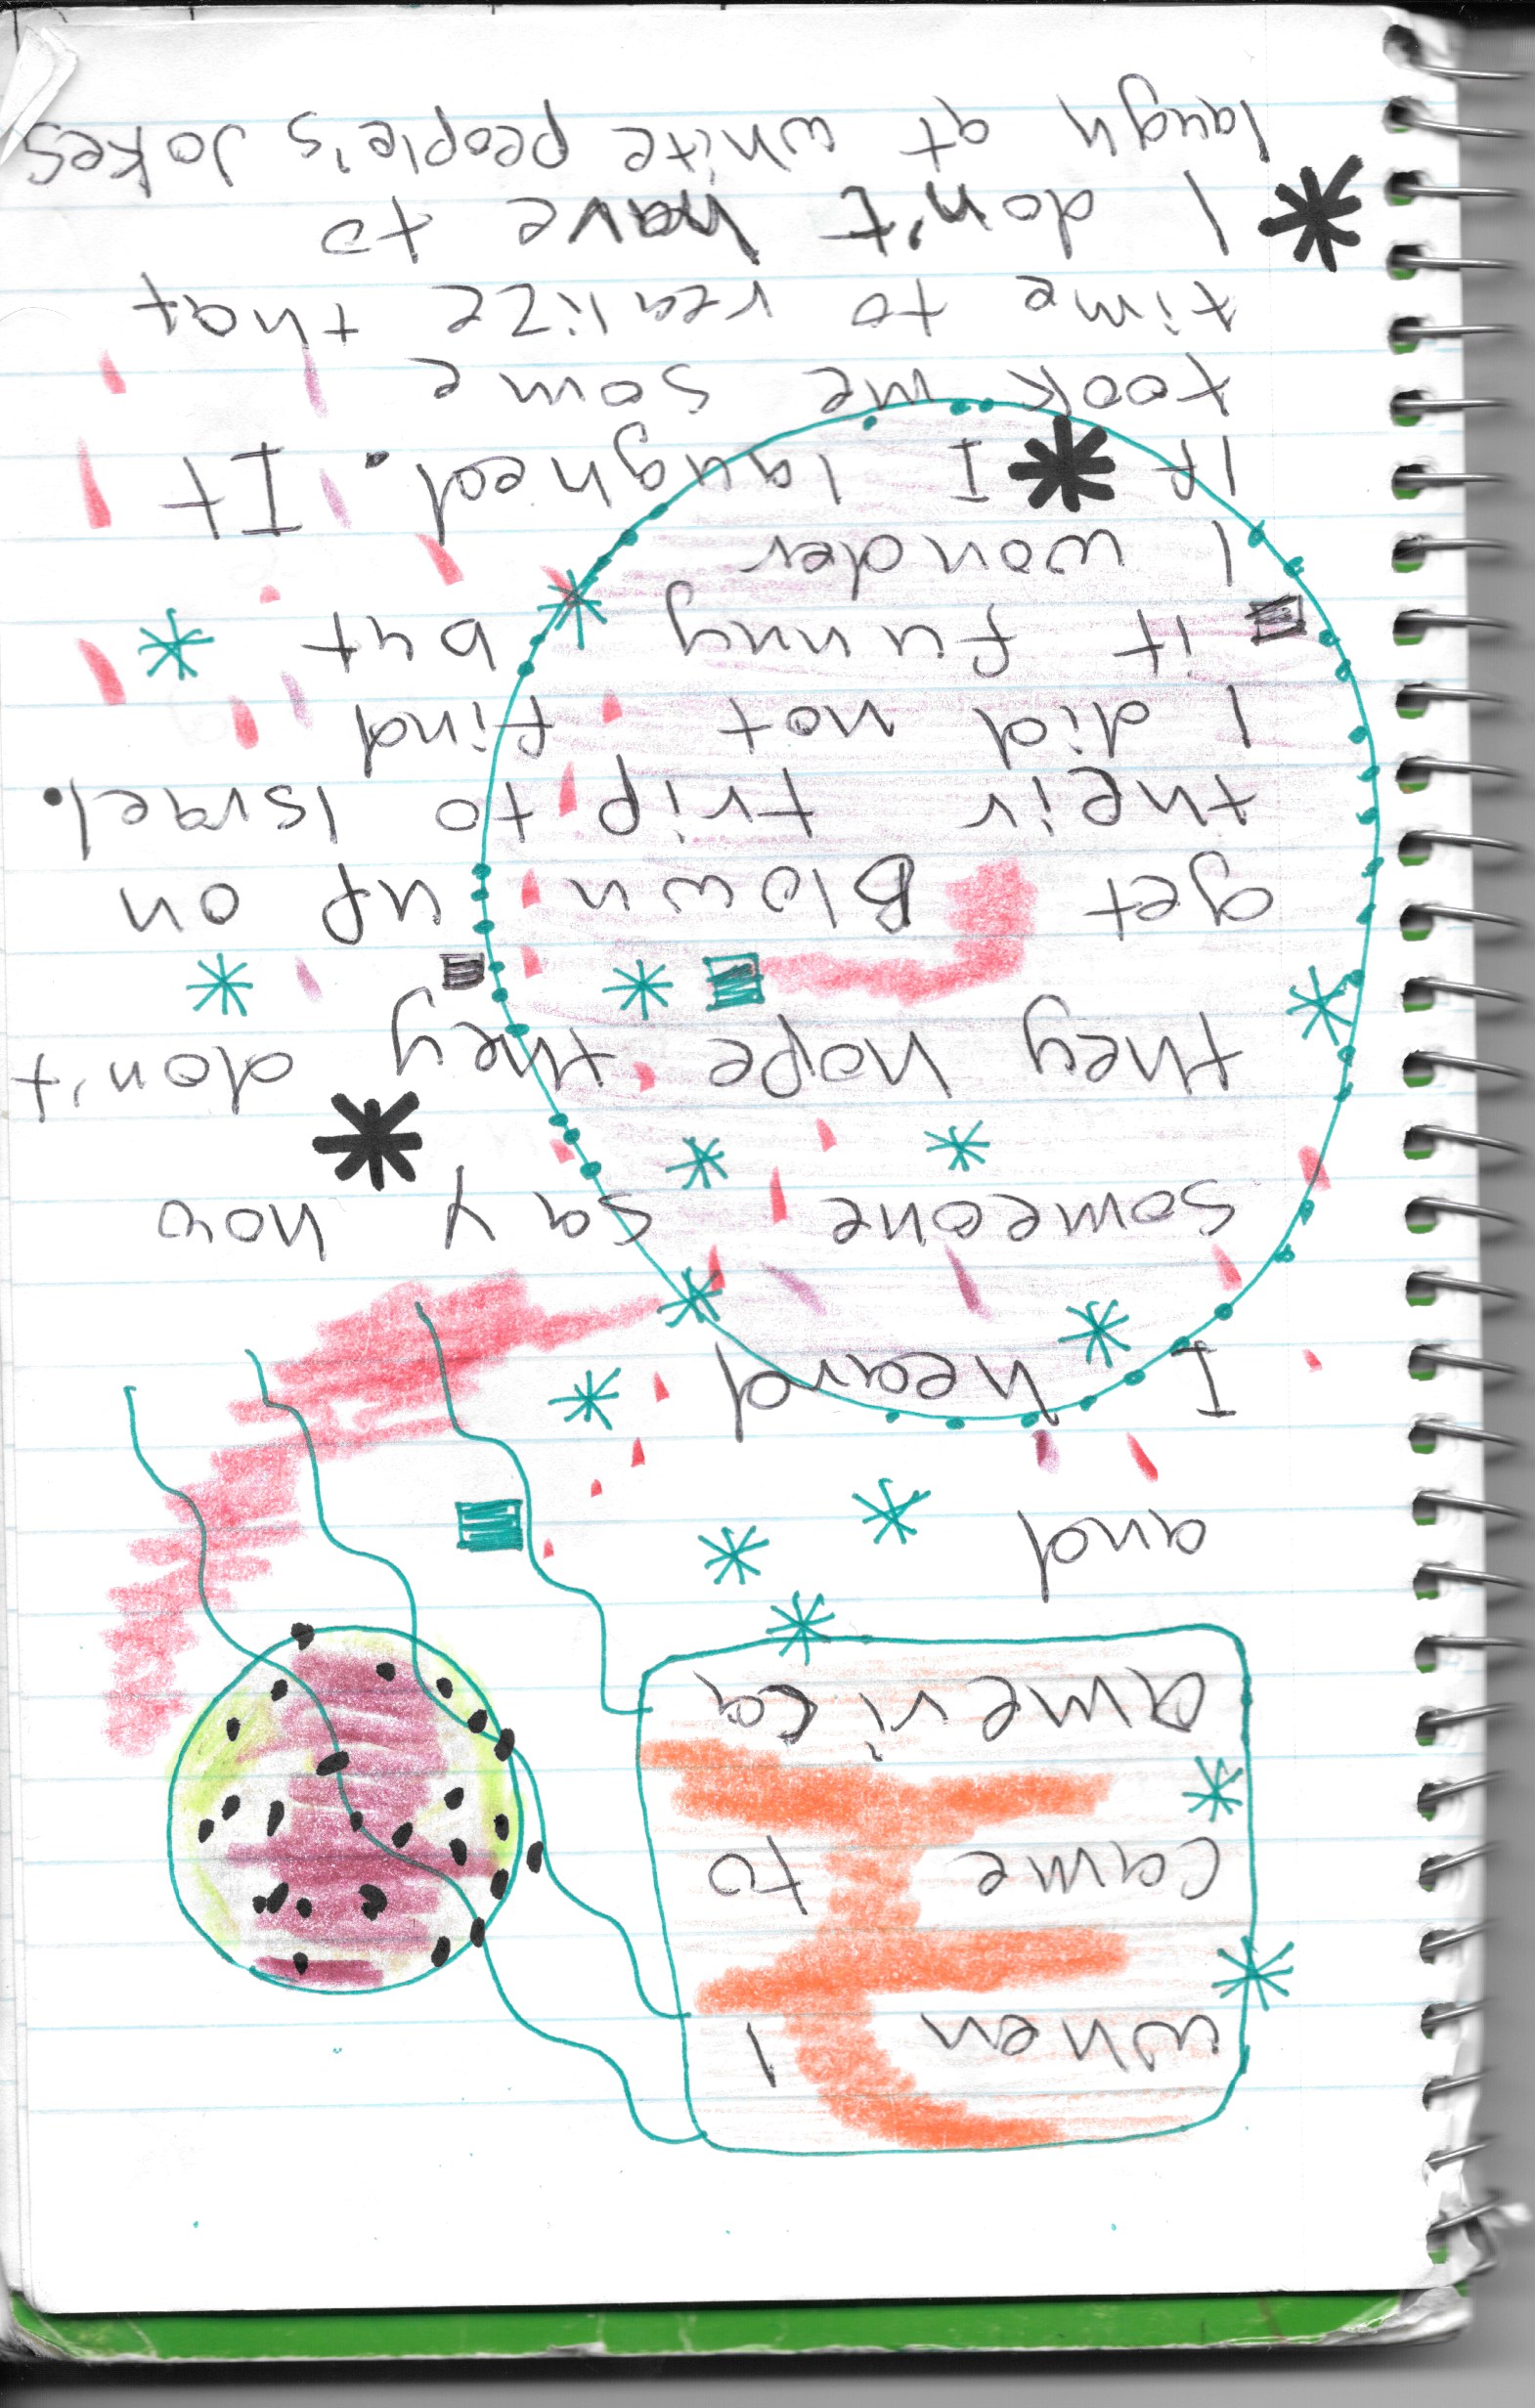 when I
came to
america
and
I heard
someone say how
they hope they don't
get Blown up on
their trip to Israel.
I did not find
it funny but
I wonder
If I laughed. It
took me some
time to realize that
I don't have to
laugh at white people's Jokes